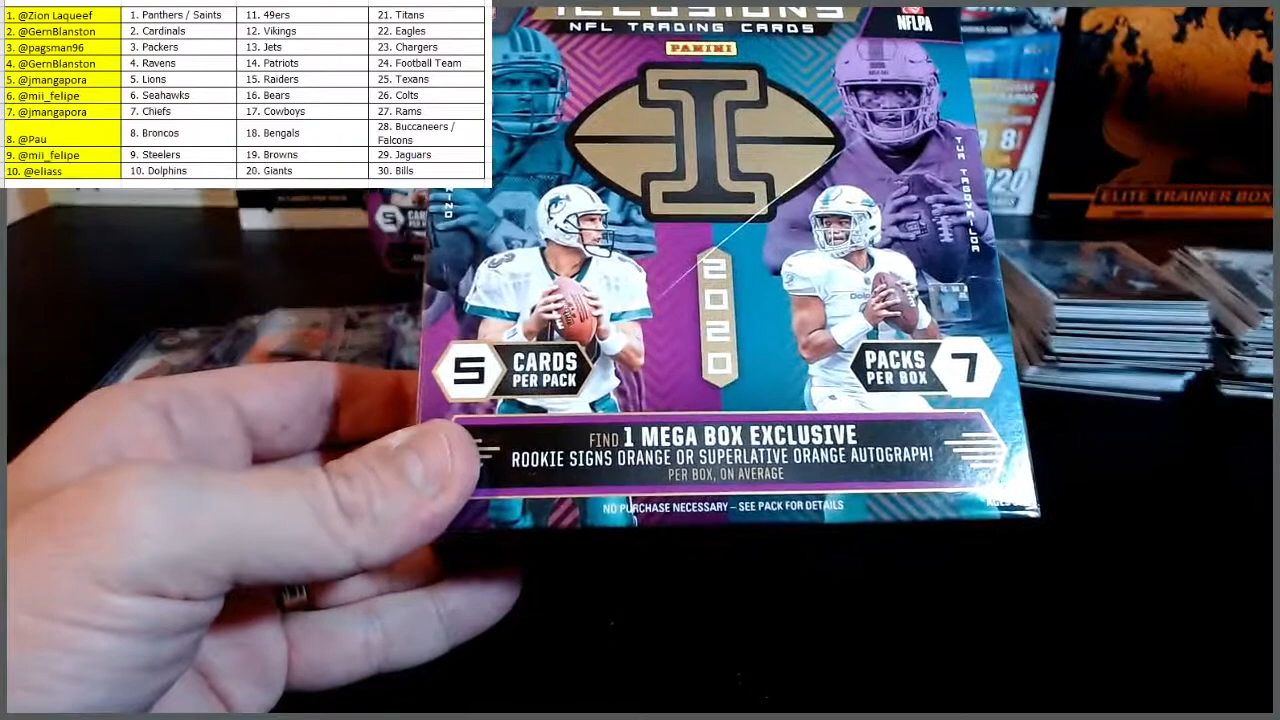 1. @Zion Laqueef 1. Panthers / Saints 11. 49ers 21. Titans
2. @GernBlanston 2. Cardinals 12. Vikings 22. Eagles
3. @pagsman96 3. Packers 13. Jets 23. Chargers
4. @GernBlanston 4. Ravens 14. Patriots 24. Football Team
5. @jmangapora 5. Lions 15. Raiders 25. Texans
6. @mii_felipe 6. Seahawks 16. Bears 26. Colts
7. @jmangapora 7. Chiefs 17. Cowboys 27. Rams
8. @Pau 8. Broncos 18. Bengals 28. Buccaneers / Falcons
9. @mii_felipe 9. Steelers 19. Browns 29. Jaguars
10. @eliass 10. Dolphins 20. Giants 30. Bills
ILLUSIONS
NFL TRADING CARDS
PANINI
NFLPA
I
TUA TAGOVAILOA
2020
5 CARDS PER PACK
PACKS PER BOX 7
FIND 1 MEGA BOX EXCLUSIVE
ROOKIE SIGNS ORANGE OR SUPERLATIVE ORANGE AUTOGRAPH!
PER BOX, ON AVERAGE
NO PURCHASE NECESSARY – SEE PACK FOR DETAILS
ELITE TRAINER BOX